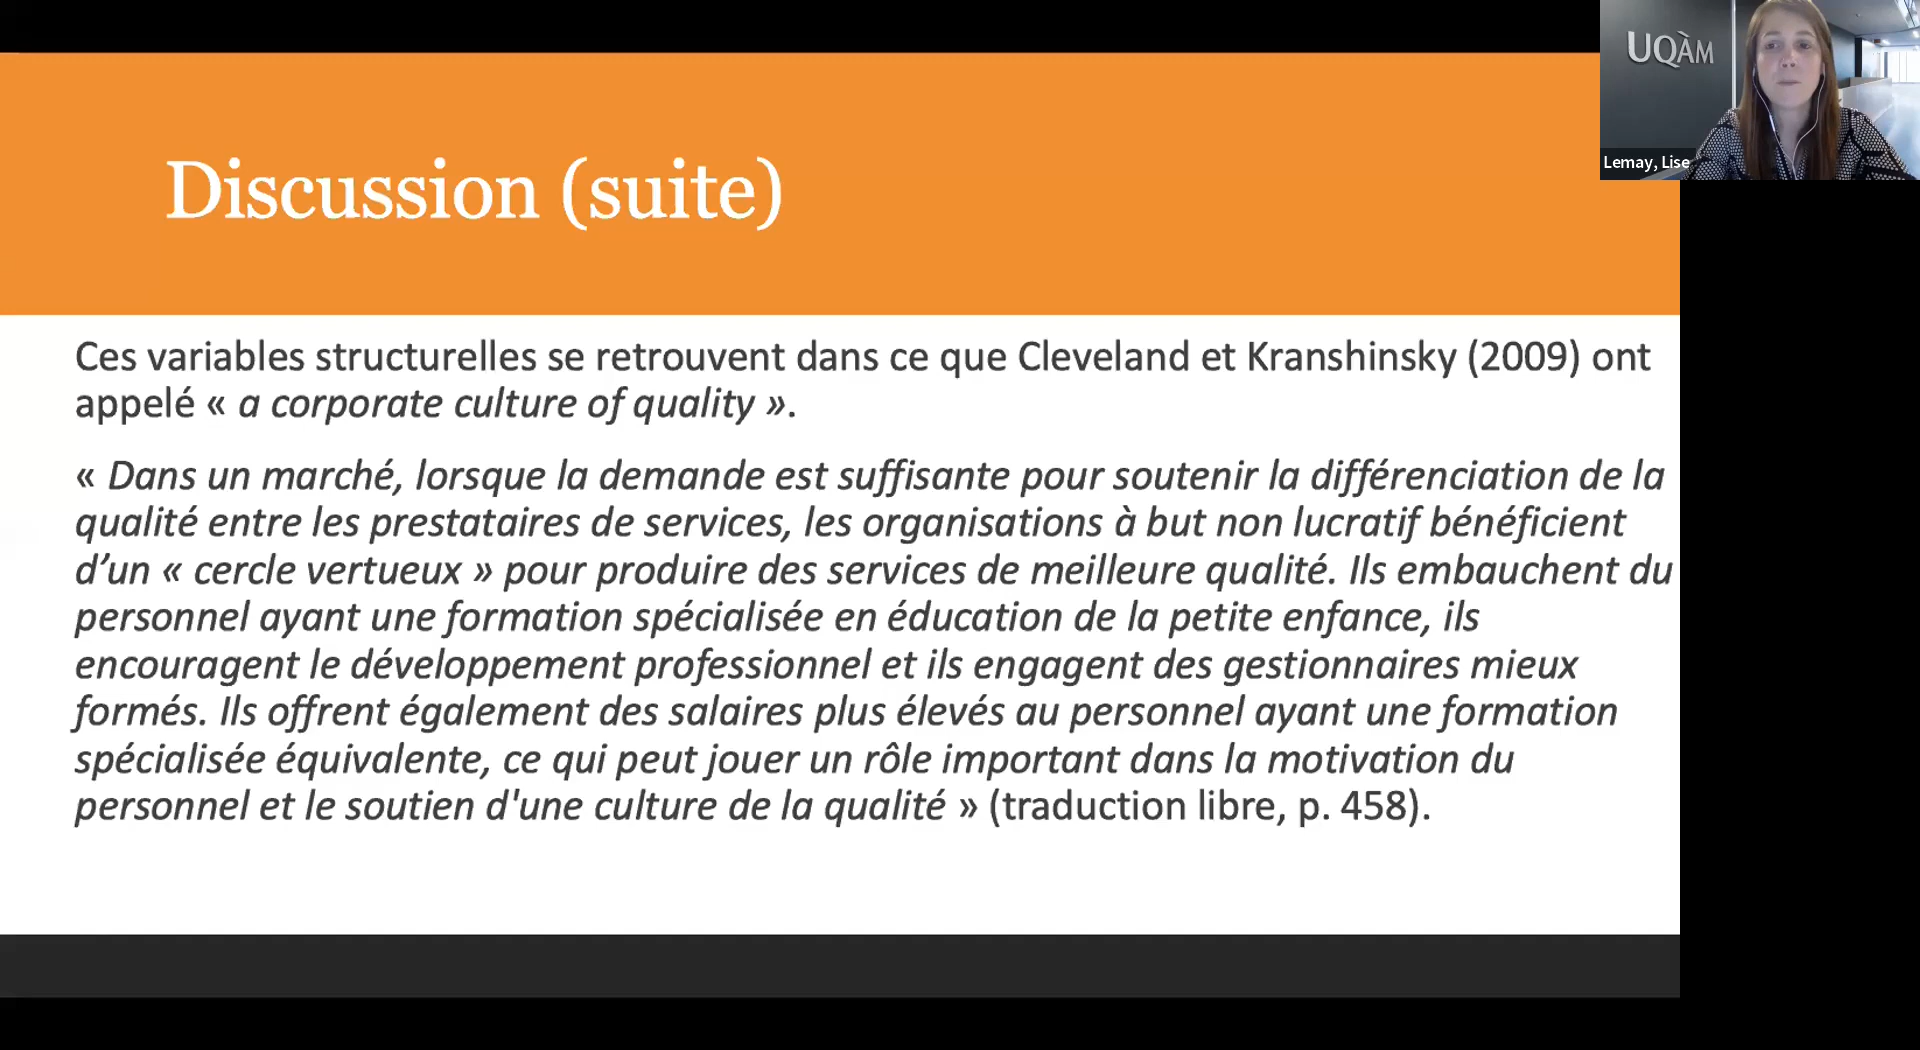 UQÀM
Lemay, Lise
Discussion (suite)
Ces variables structurelles se retrouvent dans ce que Cleveland et Kranshinsky (2009) ont
appelé « a corporate culture of quality ».
« Dans un marché, lorsque la demande est suffisante pour soutenir la différenciation de la
qualité entre les prestataires de services, les organisations à but non lucratif bénéficient
d’un « cercle vertueux » pour produire des services de meilleure qualité. Ils embauchent du
personnel ayant une formation spécialisée en éducation de la petite enfance, ils
encouragent le développement professionnel et ils engagent des gestionnaires mieux
formés. Ils offrent également des salaires plus élevés au personnel ayant une formation
spécialisée équivalente, ce qui peut jouer un rôle important dans la motivation du
personnel et le soutien d'une culture de la qualité » (traduction libre, p. 458).